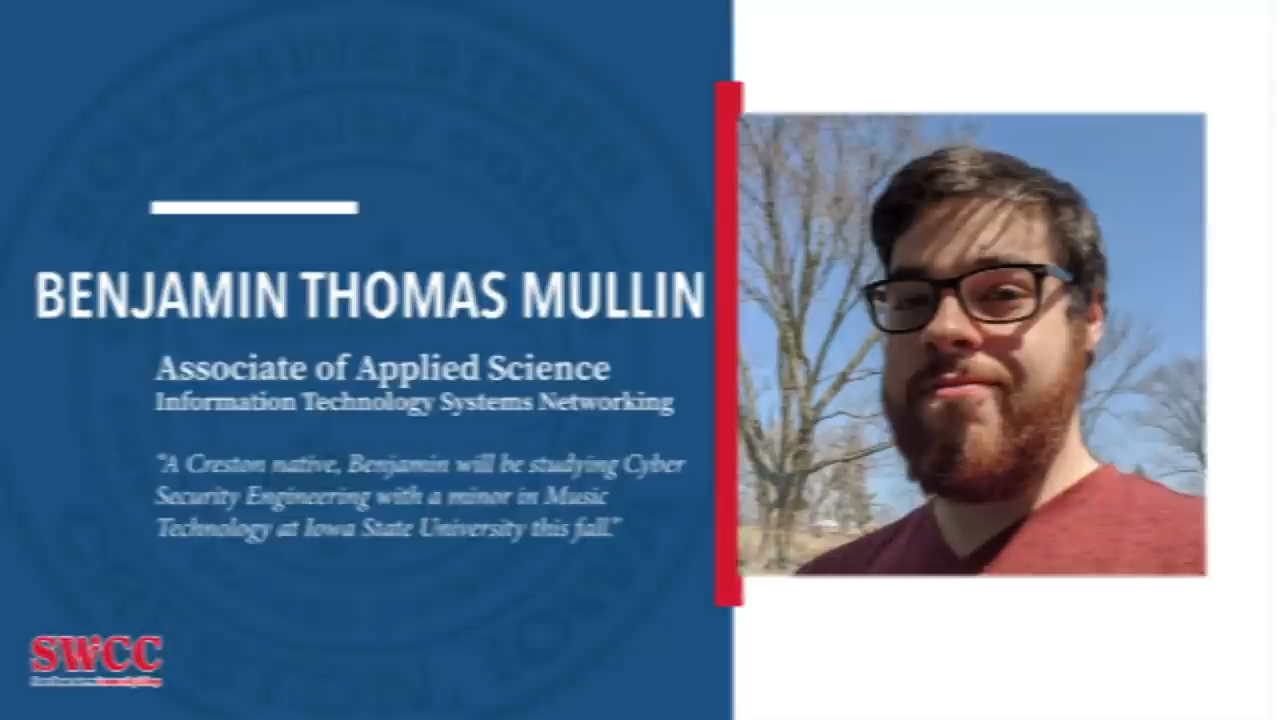 BENJAMIN THOMAS MULLIN
Associate of Applied Science
Information Technology Systems Networking
"A Creston native, Benjamin will be studying Cyber
Security Engineering with a minor in Music
Technology at Iowa State University this fall."
SWCC